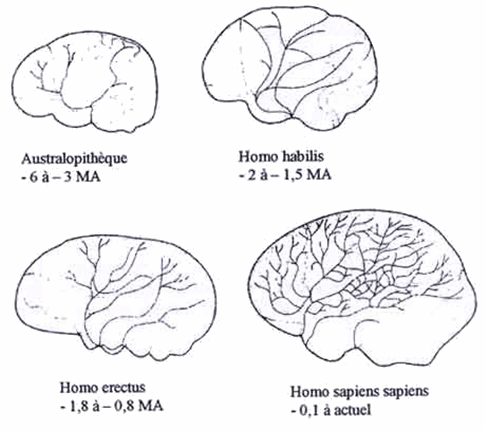 Australopithèque
- 6 à – 3 MA
Homo habilis
- 2 à – 1,5 MA
Homo erectus
- 1,8 à – 0,8 MA
Homo sapiens sapiens
- 0,1 à actuel